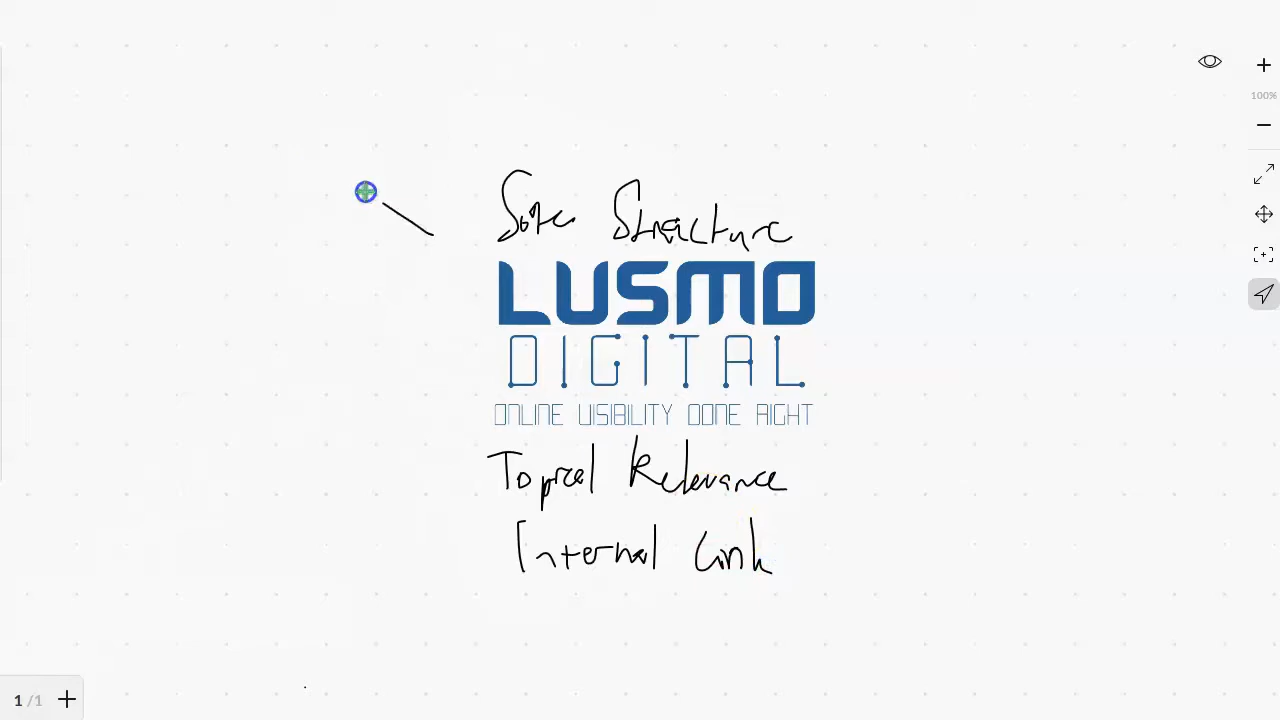 100%
Site Structure
LUSMO
DIGITAL
ONLINE VISIBILITY DONE RIGHT
Topical Relevance
Internal Link
1/1